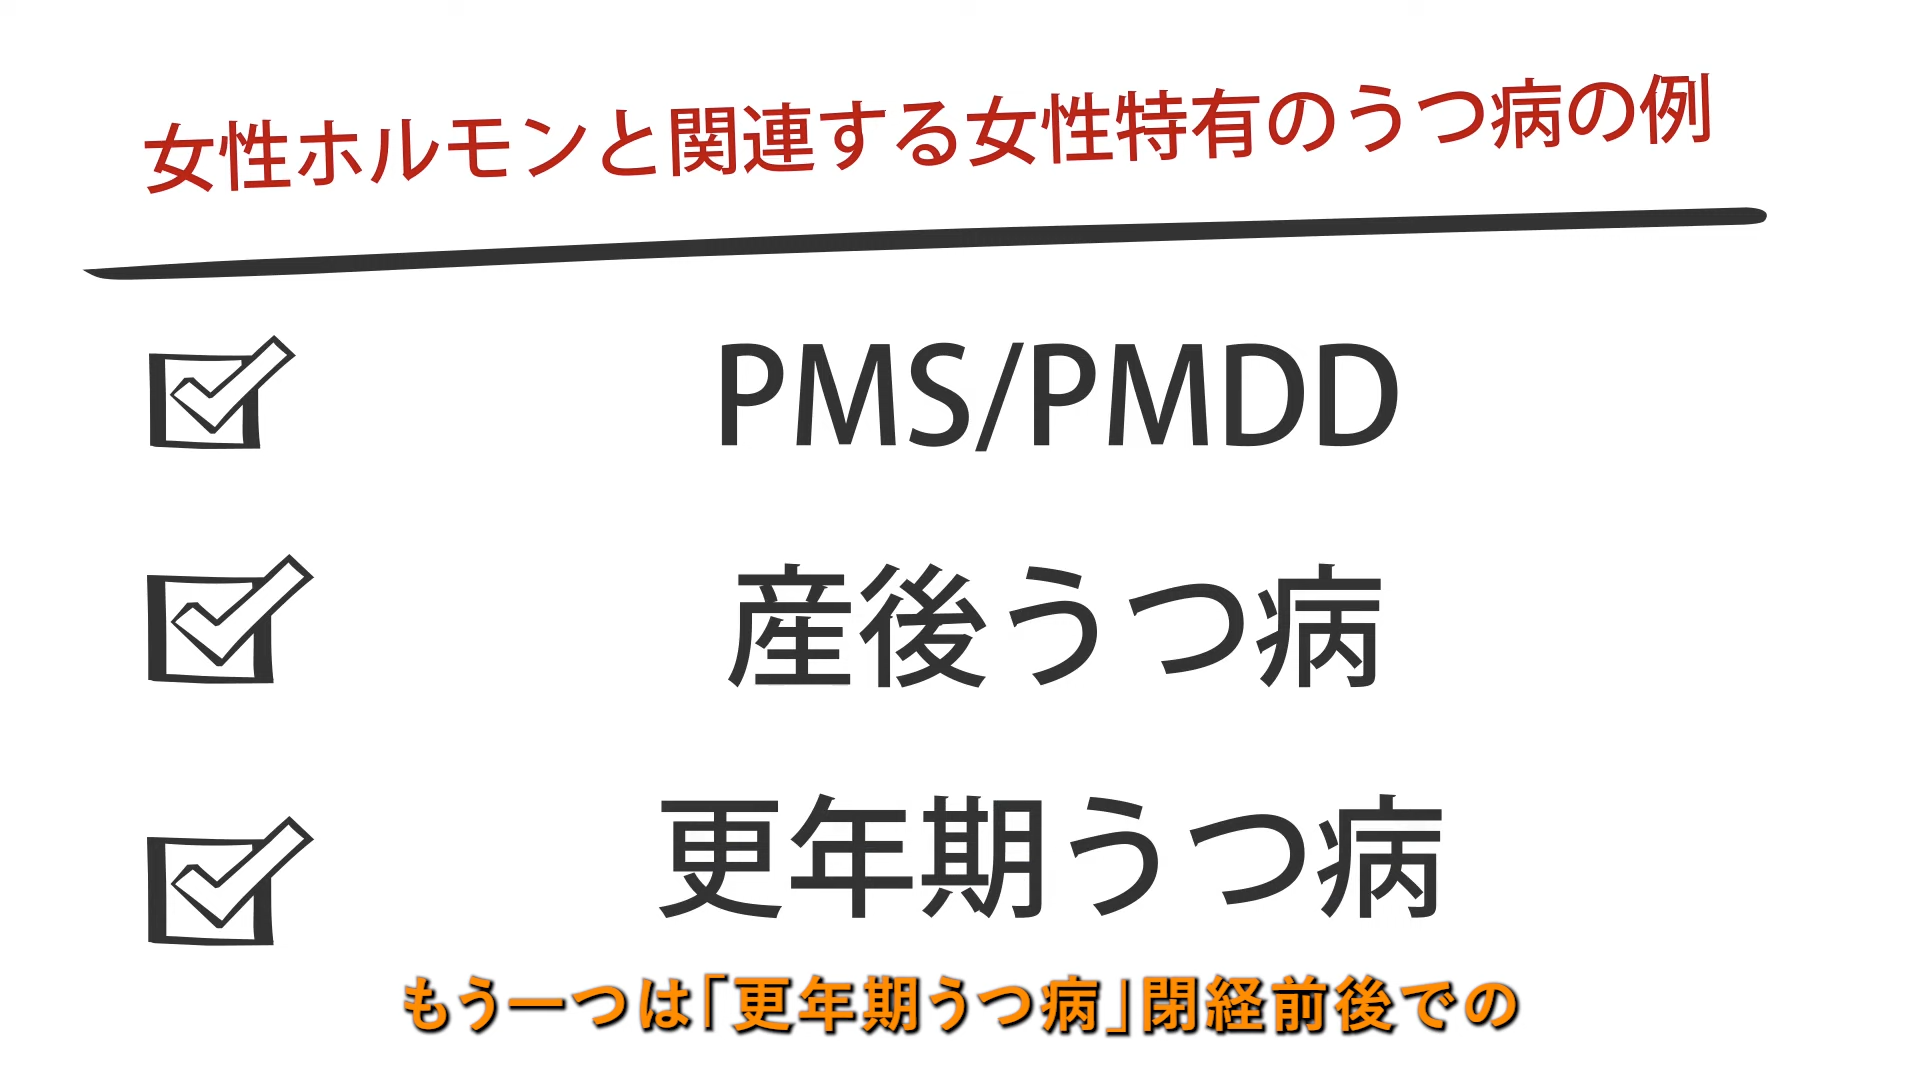 女性ホルモンと関連する女性特有のうつ病の例
PMS/PMDD
産後うつ病
更年期うつ病
もう一つは「更年期うつ病」閉経前後での